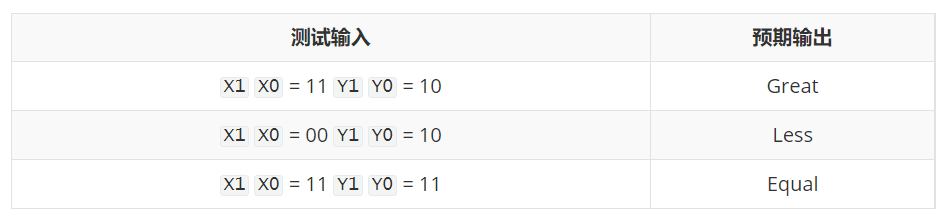 测试输入 预期输出
X1 X0 = 11 Y1 Y0 = 10 Great
X1 X0 = 00 Y1 Y0 = 10 Less
X1 X0 = 11 Y1 Y0 = 11 Equal